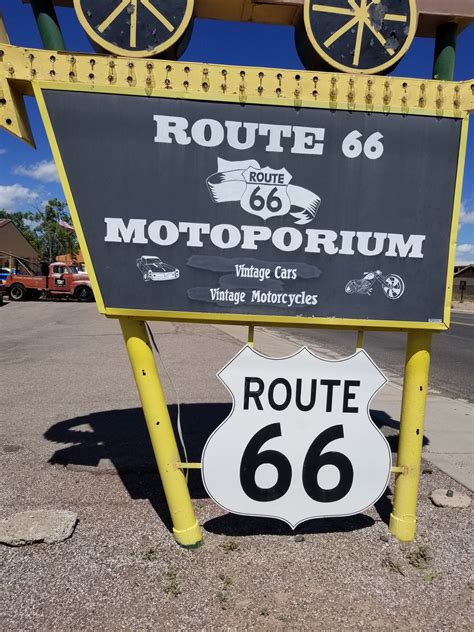 ROUTE 66
ROUTE
66
MOTOPORIUM
Vintage Cars
Vintage Motorcycles
ROUTE
66